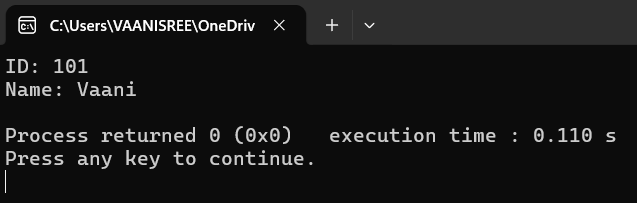 C:\Users\VAANISREE\OneDriv
ID: 101
Name: Vaani
Process returned 0 (0x0)   execution time : 0.110 s
Press any key to continue.